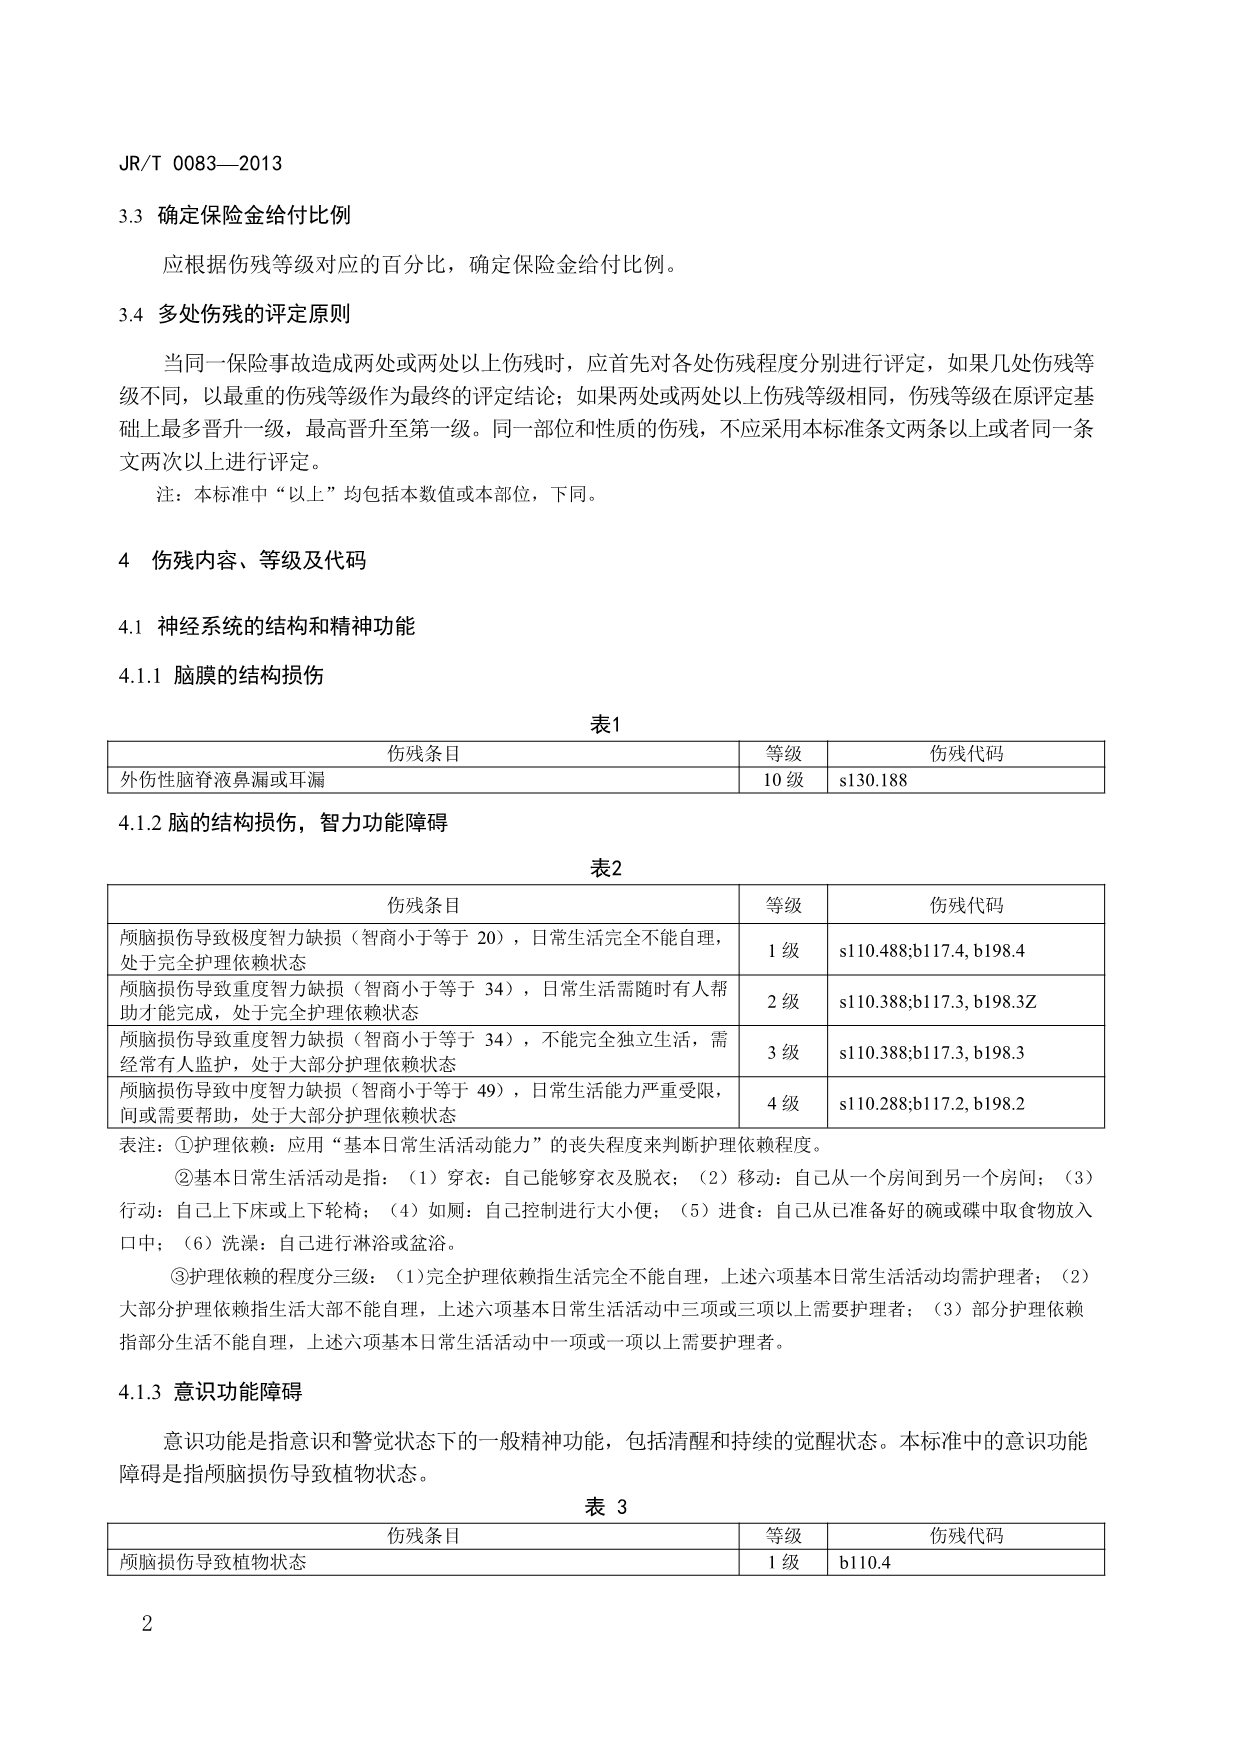 JR/T 0083—2013
3.3 确定保险金给付比例
应根据伤残等级对应的百分比，确定保险金给付比例。
3.4 多处伤残的评定原则
当同一保险事故造成两处或两处以上伤残时，应首先对各处伤残程度分别进行评定，如果几处伤残等
级不同，以最重的伤残等级作为最终的评定结论；如果两处或两处以上伤残等级相同，伤残等级在原评定基
础上最多晋升一级，最高晋升至第一级。同一部位和性质的伤残，不应采用本标准条文两条以上或者同一条
文两次以上进行评定。
注：本标准中“以上”均包括本数值或本部位，下同。
4 伤残内容、等级及代码
4.1 神经系统的结构和精神功能
4.1.1 脑膜的结构损伤
表1
伤残条目 等级 伤残代码
外伤性脑脊液鼻漏或耳漏 10 级 s130.188
4.1.2 脑的结构损伤，智力功能障碍
表2
伤残条目 等级 伤残代码
颅脑损伤导致极度智力缺损（智商小于等于 20），日常生活完全不能自理，
处于完全护理依赖状态 1 级 s110.488;b117.4, b198.4
颅脑损伤导致重度智力缺损（智商小于等于 34），日常生活需随时有人帮
助才能完成，处于完全护理依赖状态 2 级 s110.388;b117.3, b198.3Z
颅脑损伤导致重度智力缺损（智商小于等于 34），不能完全独立生活，需
经常有人监护，处于大部分护理依赖状态 3 级 s110.388;b117.3, b198.3
颅脑损伤导致中度智力缺损（智商小于等于 49），日常生活能力严重受限，
间或需要帮助，处于大部分护理依赖状态 4 级 s110.288;b117.2, b198.2
表注：①护理依赖：应用“基本日常生活活动能力”的丧失程度来判断护理依赖程度。
②基本日常生活活动是指：（1）穿衣：自己能够穿衣及脱衣；（2）移动：自己从一个房间到另一个房间；（3）
行动：自己上下床或上下轮椅；（4）如厕：自己控制进行大小便；（5）进食：自己从已准备好的碗或碟中取食物放入
口中；（6）洗澡：自己进行淋浴或盆浴。
③护理依赖的程度分三级：（1）完全护理依赖指生活完全不能自理，上述六项基本日常生活活动均需护理者；（2）
大部分护理依赖指生活大部不能自理，上述六项基本日常生活活动中三项或三项以上需要护理者；（3）部分护理依赖
指部分生活不能自理，上述六项基本日常生活活动中一项或一项以上需要护理者。
4.1.3 意识功能障碍
意识功能是指意识和警觉状态下的一般精神功能，包括清醒和持续的觉醒状态。本标准中的意识功能
障碍是指颅脑损伤导致植物状态。
表 3
伤残条目 等级 伤残代码
颅脑损伤导致植物状态 1 级 b110.4
2